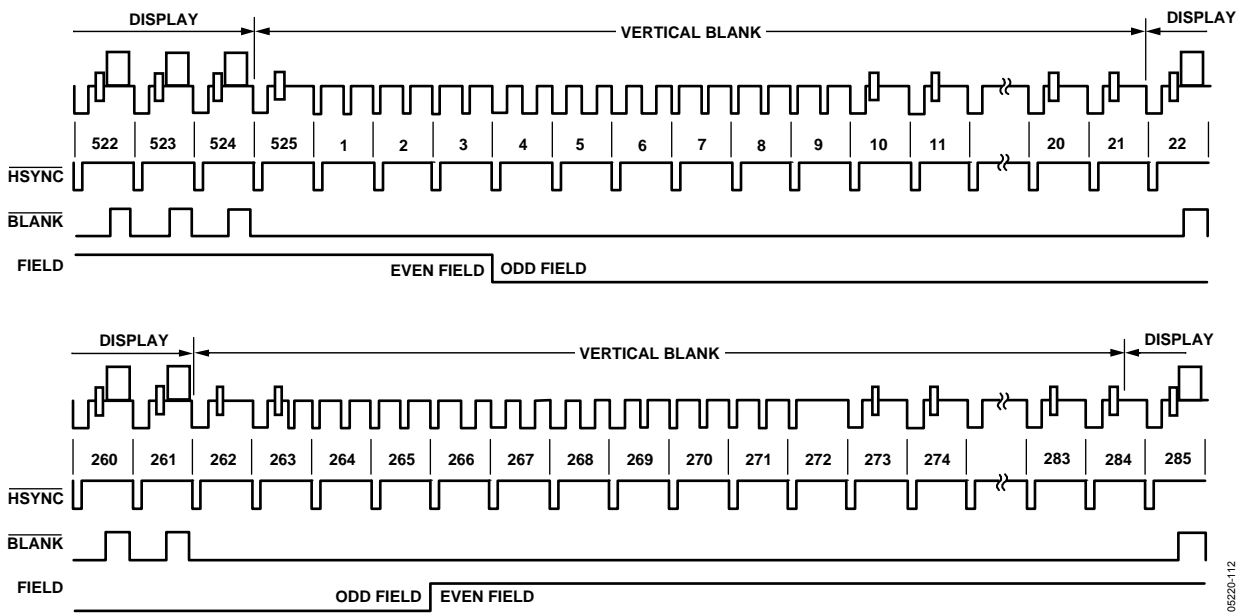 DISPLAY VERTICAL BLANK DISPLAY
522 523 524 525 1 2 3 4 5 6 7 8 9 10 11 20 21 22
HSYNC
BLANK
FIELD EVEN FIELD ODD FIELD
DISPLAY VERTICAL BLANK DISPLAY
260 261 262 263 264 265 266 267 268 269 270 271 272 273 274 283 284 285
HSYNC
BLANK
FIELD ODD FIELD EVEN FIELD
05220-112